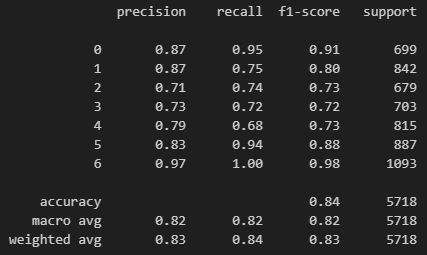 precision recall f1-score support
0 0.87 0.95 0.91 699
1 0.87 0.75 0.80 842
2 0.71 0.74 0.73 679
3 0.73 0.72 0.72 703
4 0.79 0.68 0.73 815
5 0.83 0.94 0.88 887
6 0.97 1.00 0.98 1093
accuracy 0.84 5718
macro avg 0.82 0.82 0.82 5718
weighted avg 0.83 0.84 0.83 5718